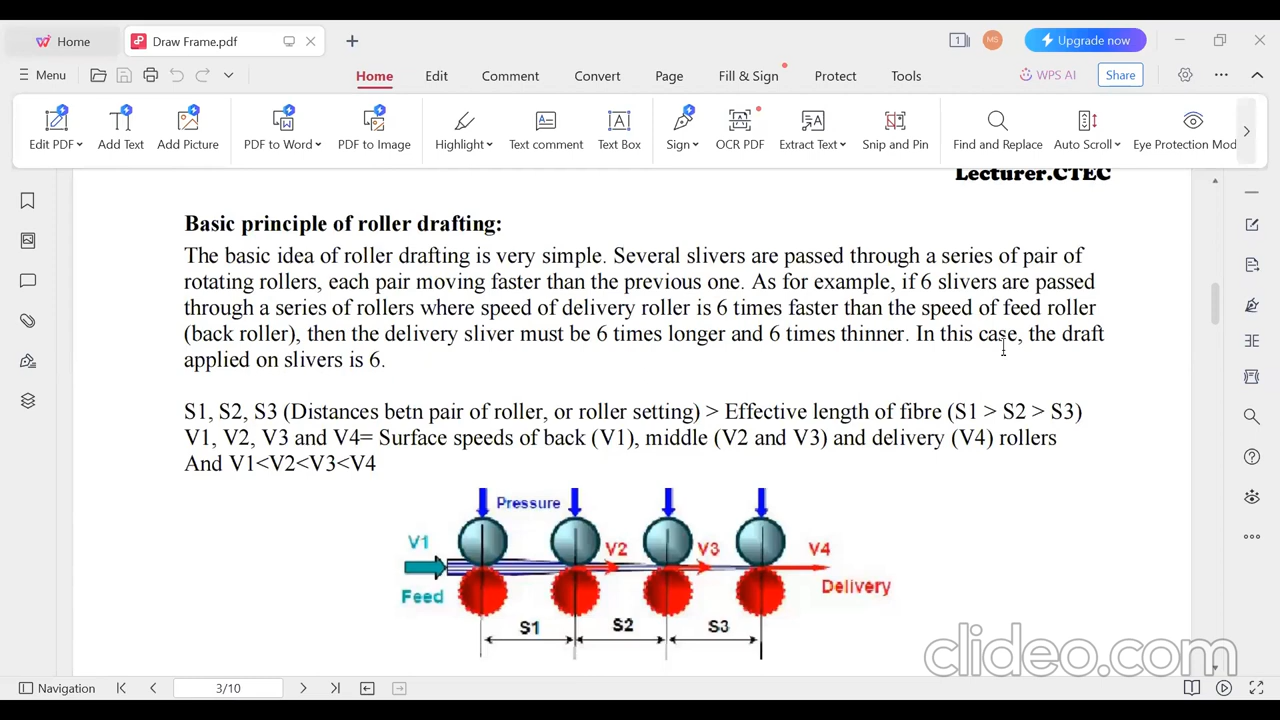 Home
Draw Frame.pdf
1
MS
Upgrade now
Menu
Home Edit Comment Convert Page Fill & Sign Protect Tools
WPS AI
Share
Edit PDF
Add Text
Add Picture
PDF to Word
PDF to Image
Highlight
Text comment
Text Box
Sign
OCR PDF
Extract Text
Snip and Pin
Find and Replace
Auto Scroll
Eye Protection Mod
Lecturer.CTEC
Basic principle of roller drafting:
The basic idea of roller drafting is very simple. Several slivers are passed through a series of pair of
rotating rollers, each pair moving faster than the previous one. As for example, if 6 slivers are passed
through a series of rollers where speed of delivery roller is 6 times faster than the speed of feed roller
(back roller), then the delivery sliver must be 6 times longer and 6 times thinner. In this case, the draft
applied on slivers is 6.
S1, S2, S3 (Distances betn pair of roller, or roller setting) > Effective length of fibre (S1 > S2 > S3)
V1, V2, V3 and V4= Surface speeds of back (V1), middle (V2 and V3) and delivery (V4) rollers
And V1<V2<V3<V4
Pressure
V1 V2 V3 V4
Feed
Delivery
S1 S2 S3
clideo.com
Navigation
3/10